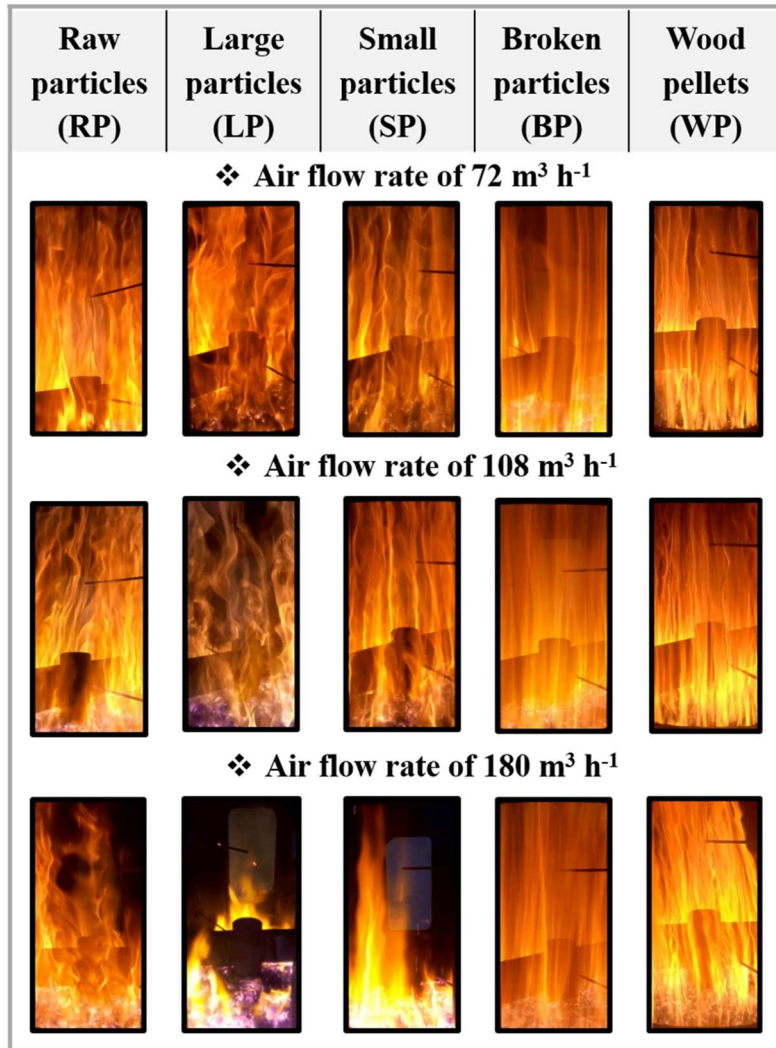 Raw particles (RP)
Large particles (LP)
Small particles (SP)
Broken particles (BP)
Wood pellets (WP)
❖ Air flow rate of 72 m³ h⁻¹
❖ Air flow rate of 108 m³ h⁻¹
❖ Air flow rate of 180 m³ h⁻¹